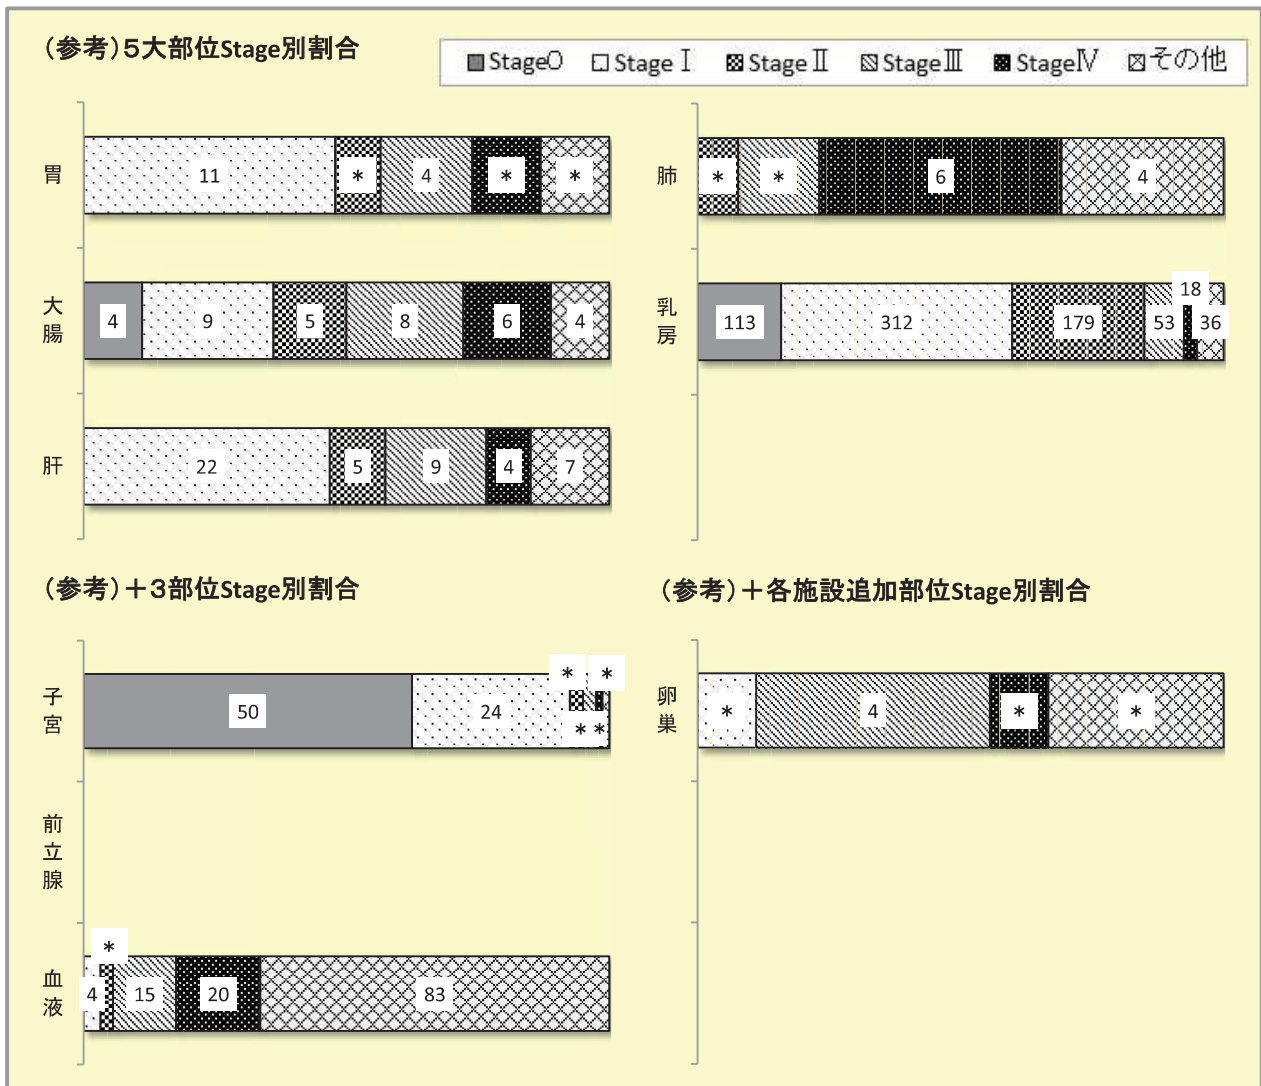 （参考）５大部位Stage別割合
Stage0 StageⅠ StageⅡ StageⅢ StageⅣ その他
胃 11 * 4 * *
大腸 4 9 5 8 6 4
肝 22 5 9 4 7
肺 * * 6 4
乳房 113 312 179 53 18 36
（参考）＋３部位Stage別割合
子宮 50 24 * * * *
前立腺
血液 4 * 15 20 83
（参考）＋各施設追加部位Stage別割合
卵巣 * 4 * *